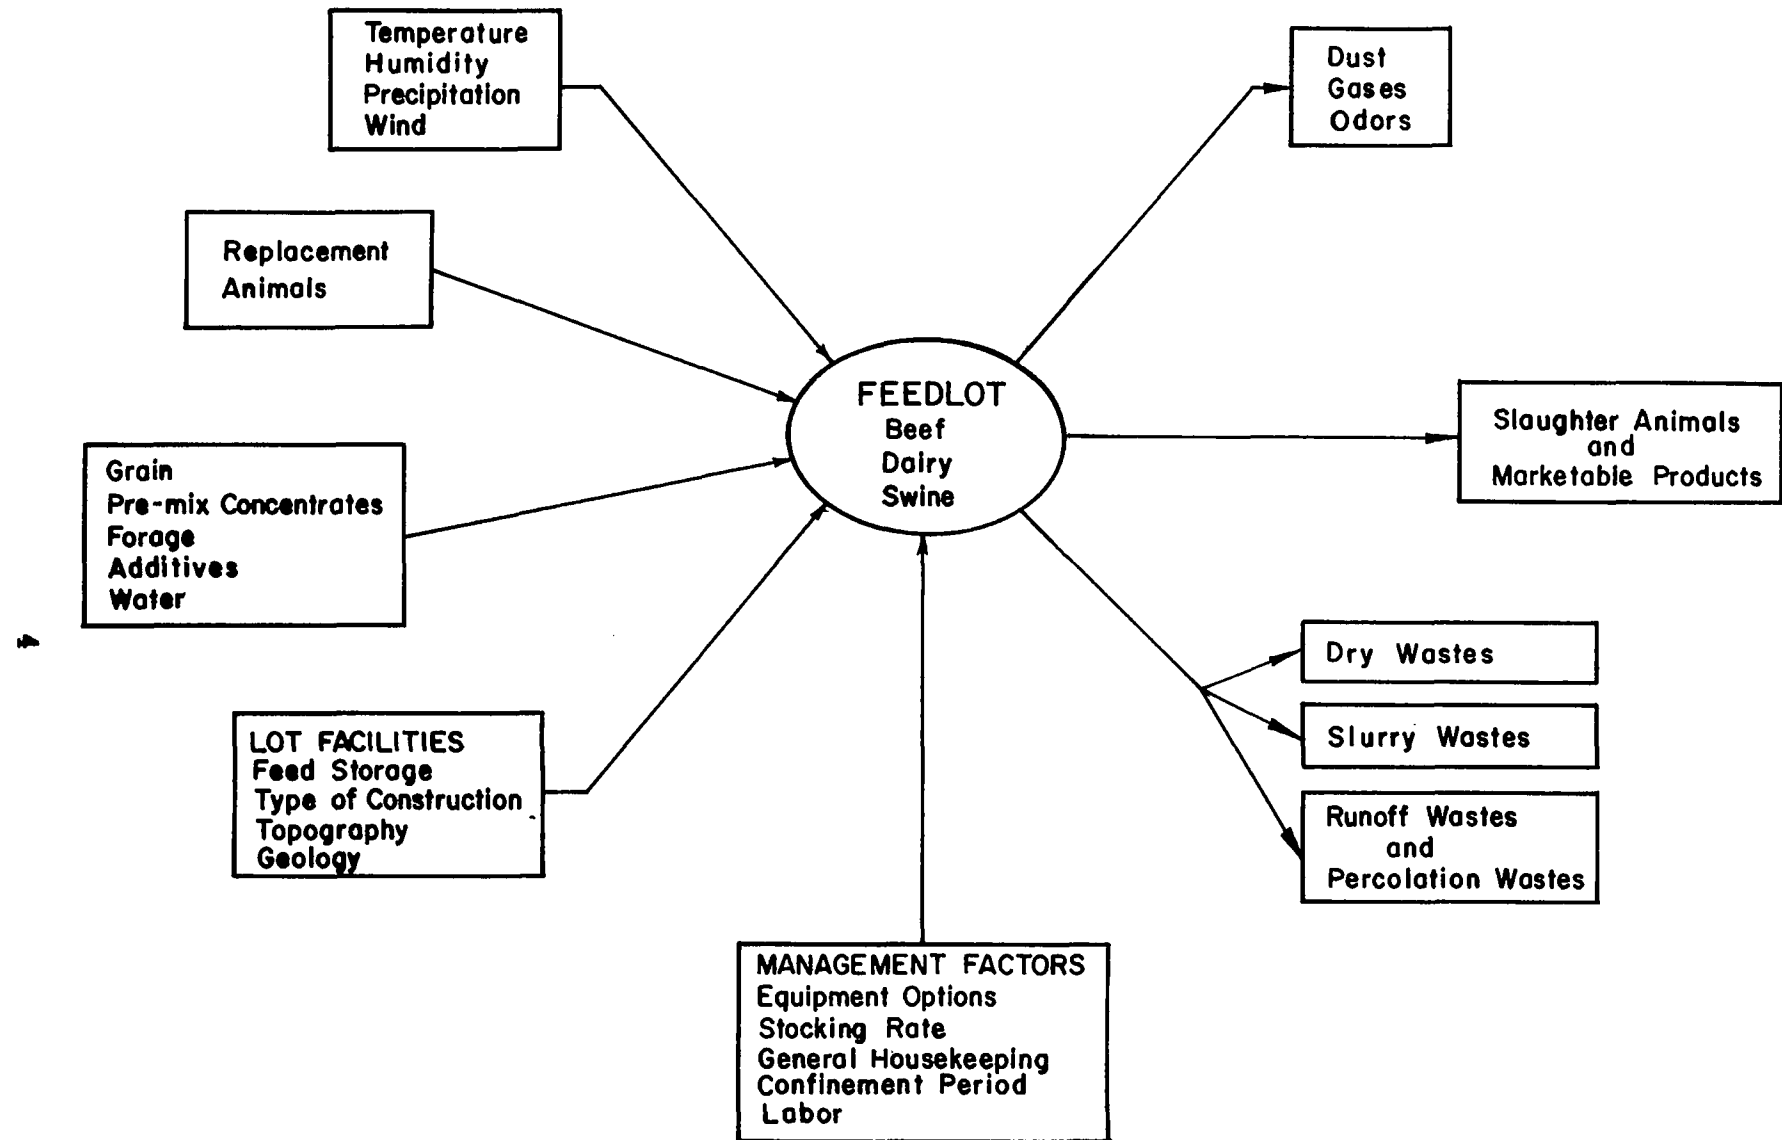 Temperature
Humidity
Precipitation
Wind
Dust
Gases
Odors
Replacement
Animals
FEEDLOT
Beef
Dairy
Swine
Slaughter Animals
and
Marketable Products
Grain
Pre-mix Concentrates
Forage
Additives
Water
4
Dry Wastes
Slurry Wastes
Runoff Wastes
and
Percolation Wastes
LOT FACILITIES
Feed Storage
Type of Construction
Topography
Geology
MANAGEMENT FACTORS
Equipment Options
Stocking Rate
General Housekeeping
Confinement Period
Labor